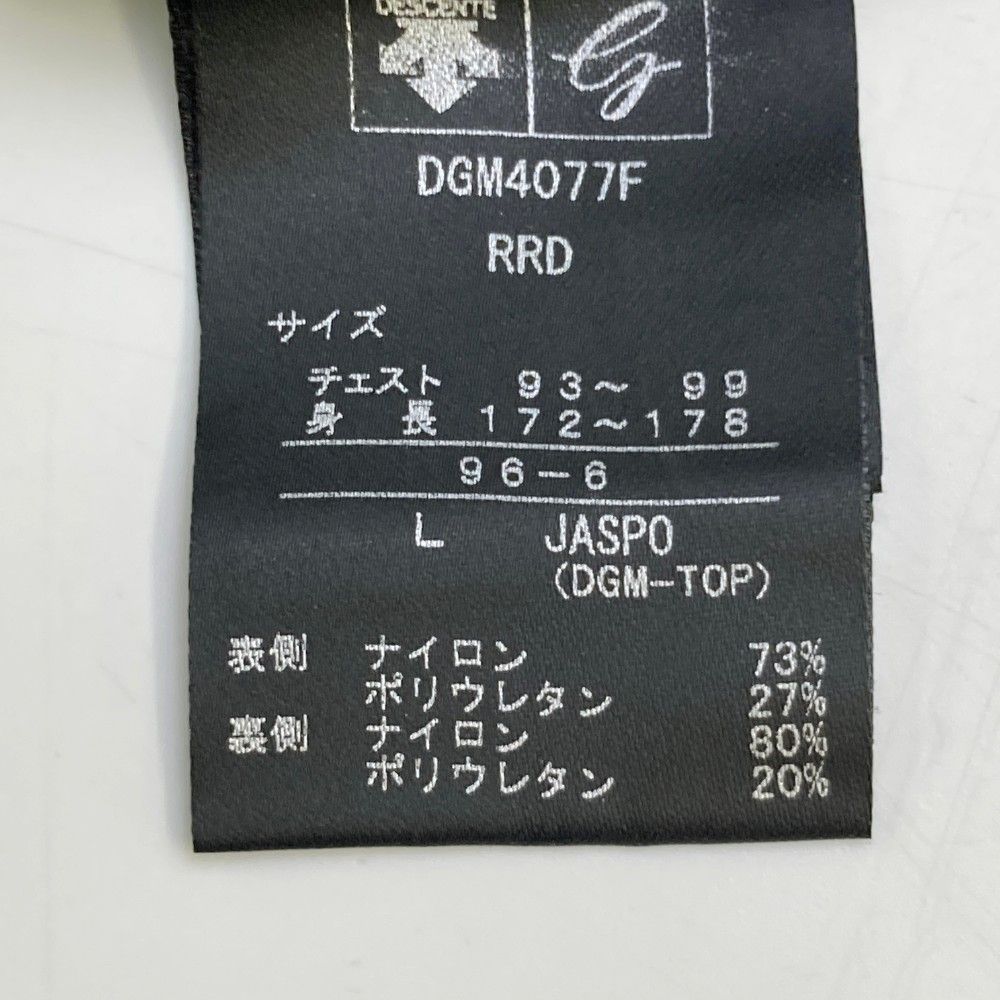 DESCENTE
DGM4077F
RRD
サイズ
チェスト 93～ 99
身 長 172～178
96－6
L JASPO
(DGM-TOP)
表側 ナイロン 73%
ポリウレタン 27%
裏側 ナイロン 80%
ポリウレタン 20%